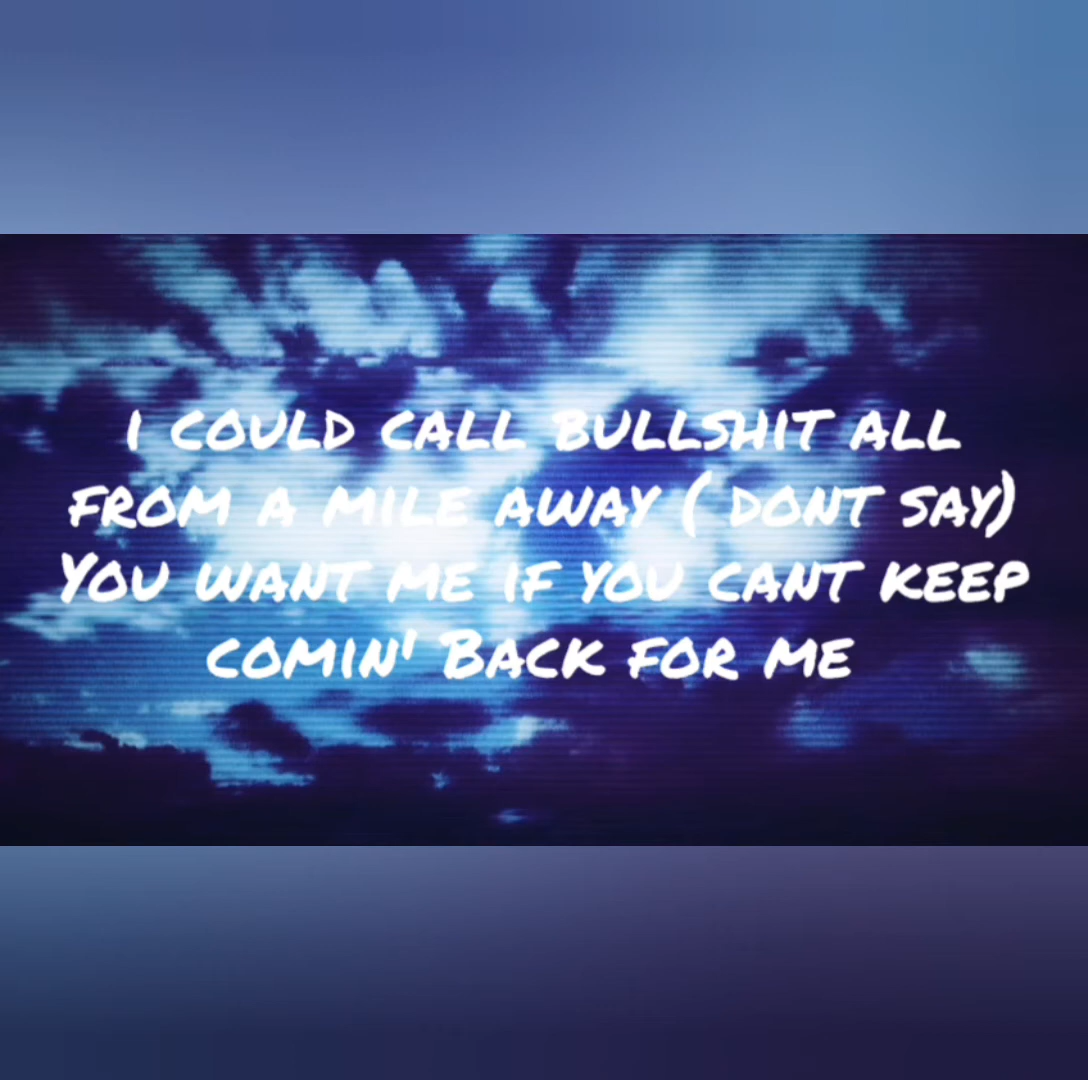 I COULD CALL BULLSHIT ALL
FROM A MILE AWAY ( DONT SAY)
YOU WANT ME IF YOU CANT KEEP
COMIN' BACK FOR ME